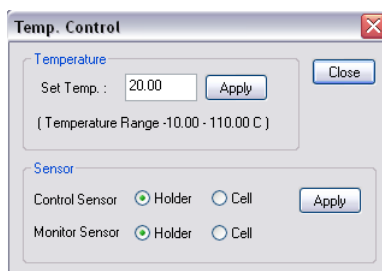 Temp. Control
Temperature
Close
Set Temp. : 20.00 Apply
( Temperature Range -10.00 - 110.00 C )
Sensor
Control Sensor Holder Cell Apply
Monitor Sensor Holder Cell